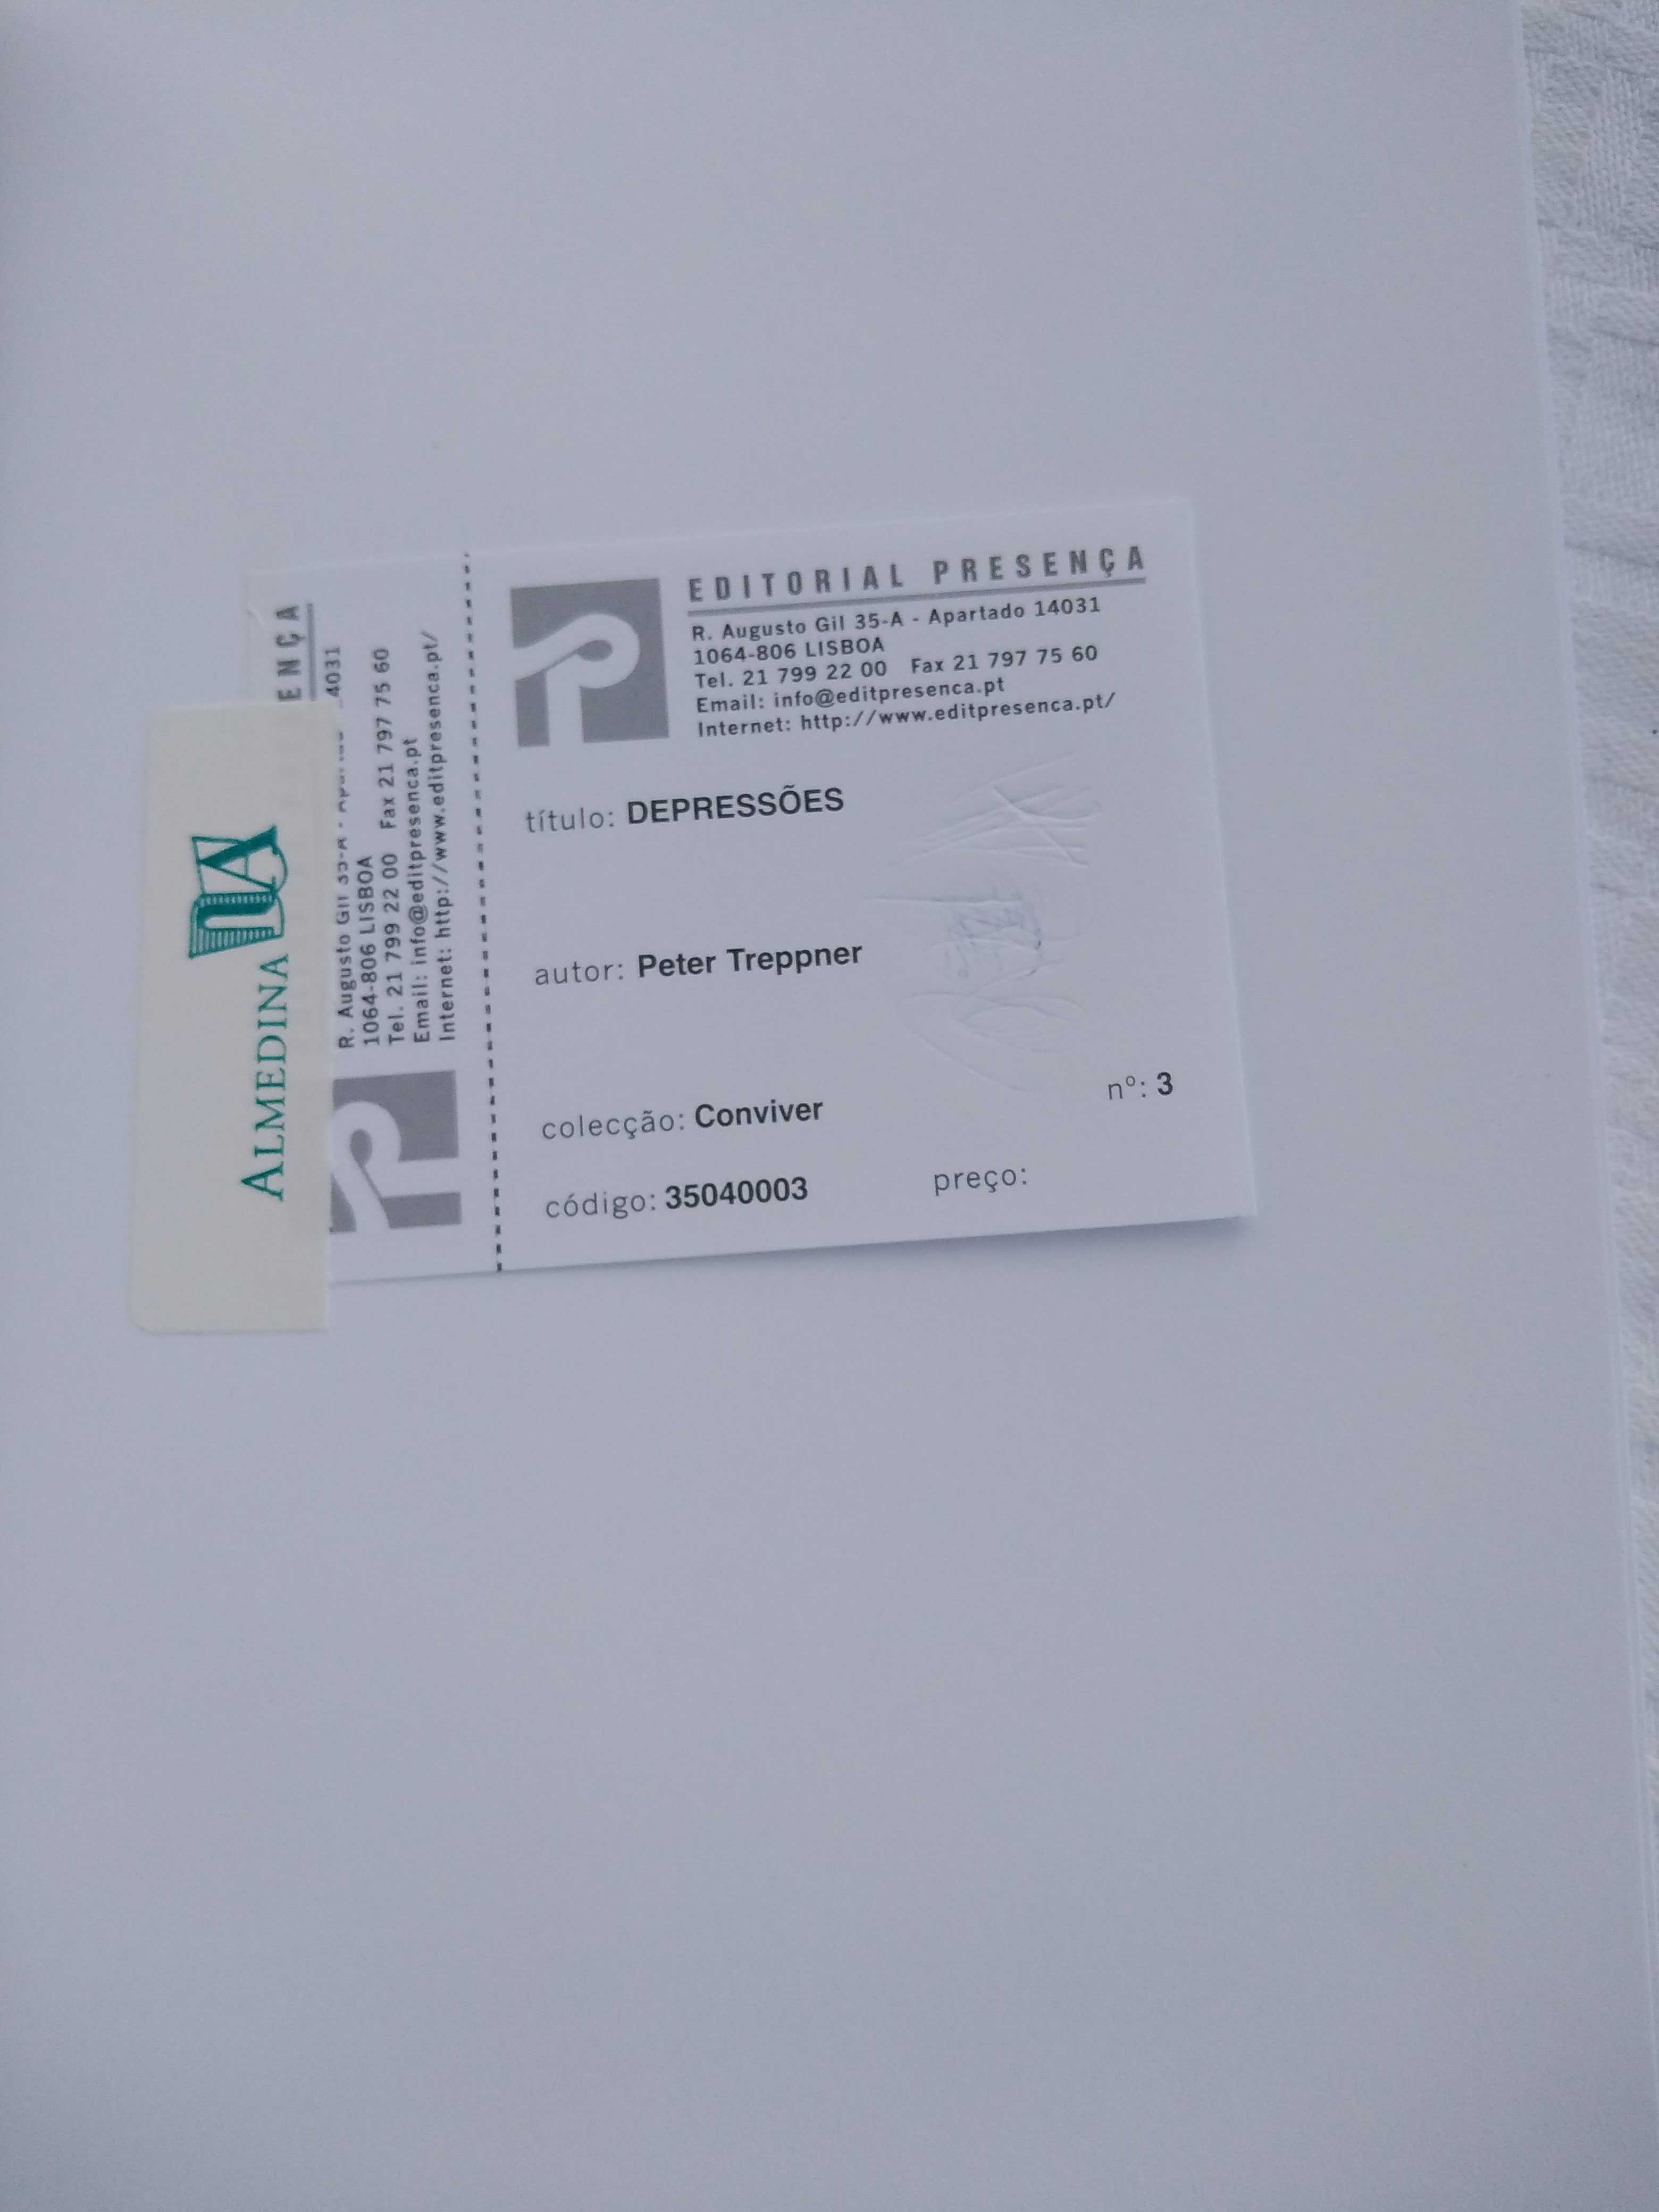 EDITORIAL PRESENÇA
R. Augusto Gil 35-A - Apartado 14031
1064-806 LISBOA
Tel. 21 799 22 00 Fax 21 797 75 60
Email: info@editpresenca.pt
Internet: http://www.editpresenca.pt/
título: DEPRESSÕES
autor: Peter Treppner
colecção: Conviver nº: 3
código: 35040003 preço:
ALMEDINA
ENÇA
R. Augusto Gil 35-A - 4031
1064-806 LISBOA
Tel. 21 799 22 00 Fax 21 797 75 60
Email: info@editpresenca.pt
Internet: http://www.editpresenca.pt/